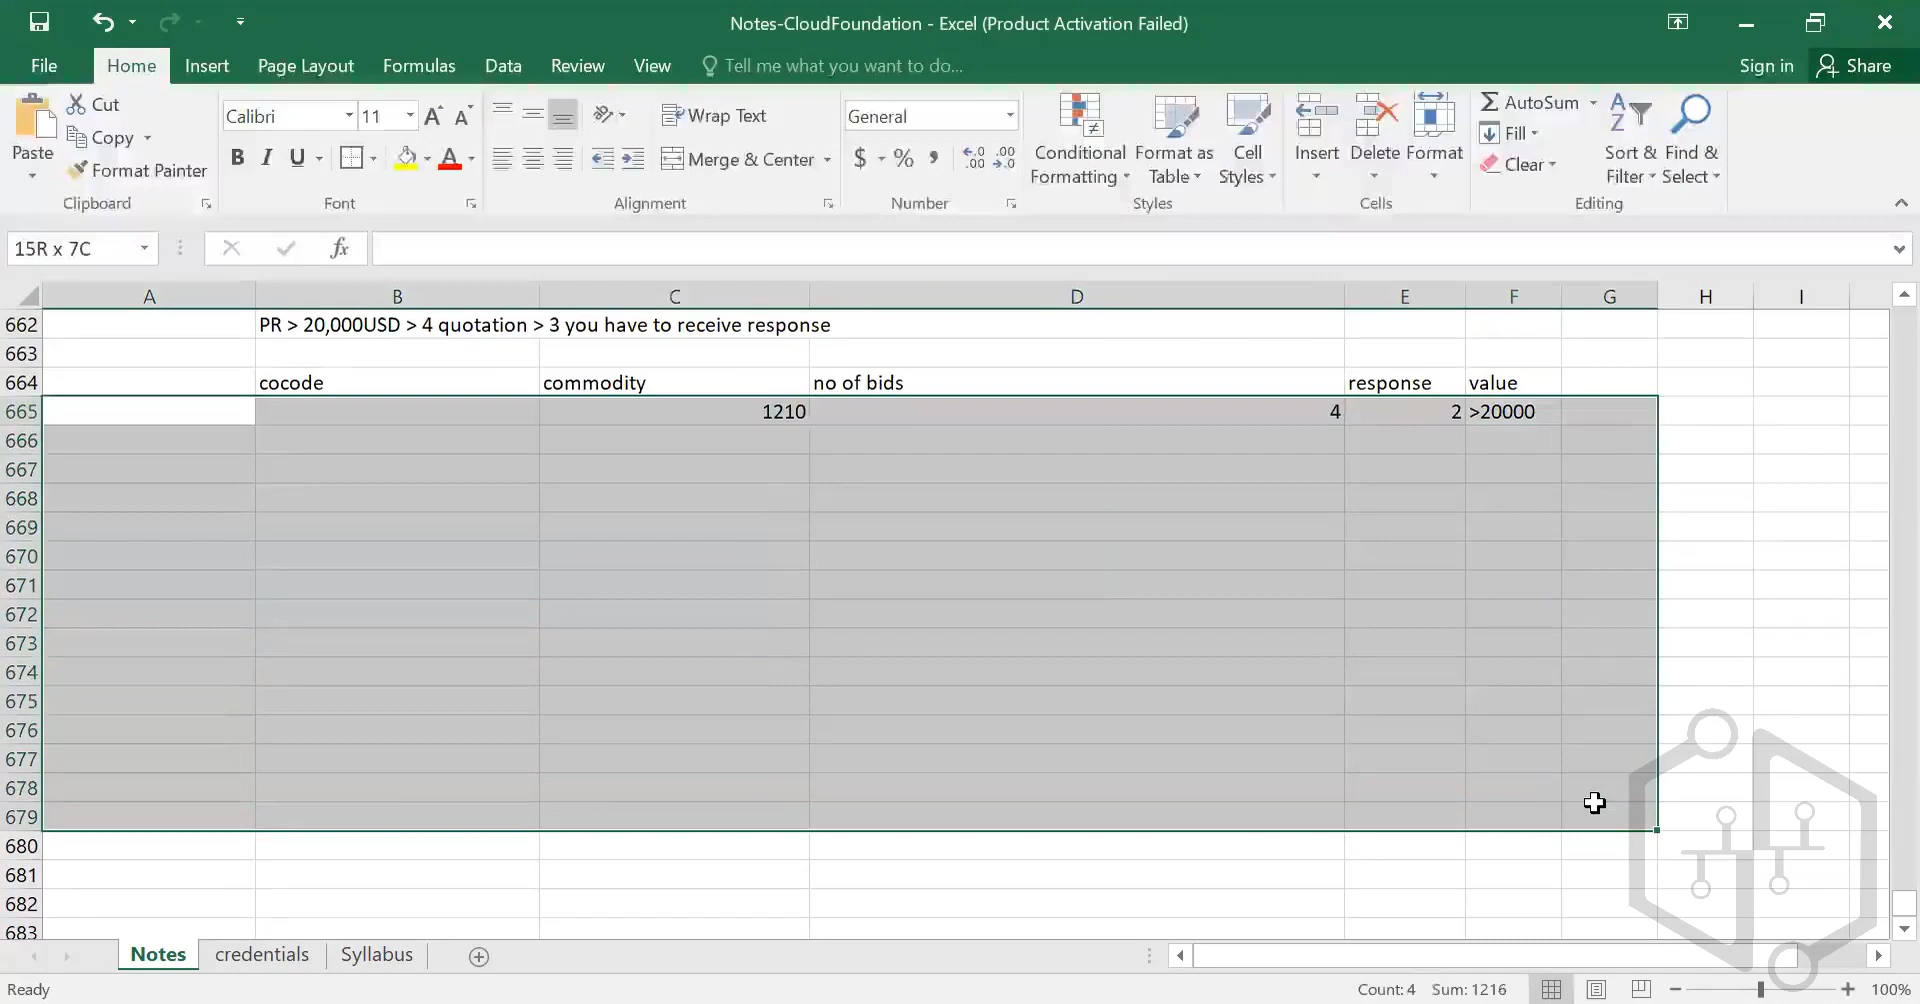 Notes-CloudFoundation - Excel (Product Activation Failed)
File Home Insert Page Layout Formulas Data Review View Tell me what you want to do... Sign in Share
Paste Cut Copy Format Painter Clipboard
Calibri 11 A A B I U A Font
Wrap Text Merge & Center Alignment
General $ % , .0 .00 .00 .0 Number
Conditional Formatting Format as Table Cell Styles Styles
Insert Delete Format Cells
AutoSum Fill Clear Sort & Filter Find & Select Editing
15R x 7C fx
A B C D E F G H I
662 PR > 20,000USD > 4 quotation > 3 you have to receive response
663
664 cocode commodity no of bids response value
665 1210 4 2 >20000
666
667
668
669
670
671
672
673
674
675
676
677
678
679
680
681
682
683
Notes credentials Syllabus
Ready Count: 4 Sum: 1216 100%